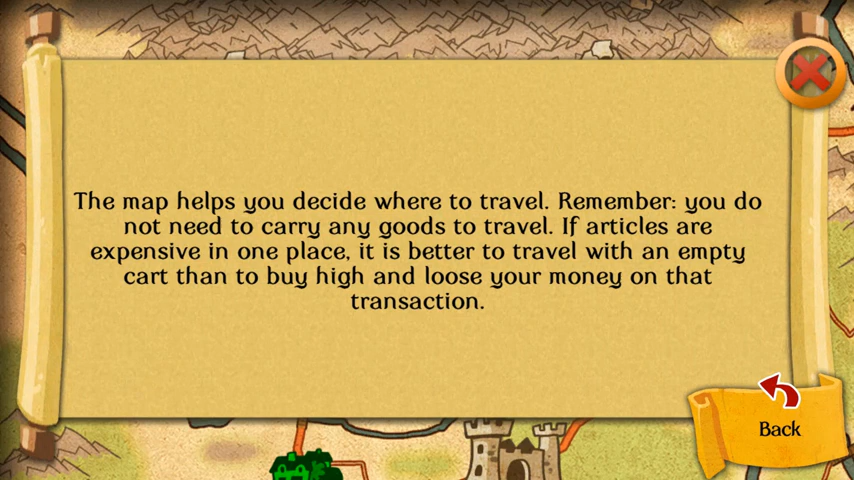 The map helps you decide where to travel. Remember: you do
not need to carry any goods to travel. If articles are
expensive in one place, it is better to travel with an empty
cart than to buy high and loose your money on that
transaction.
Back